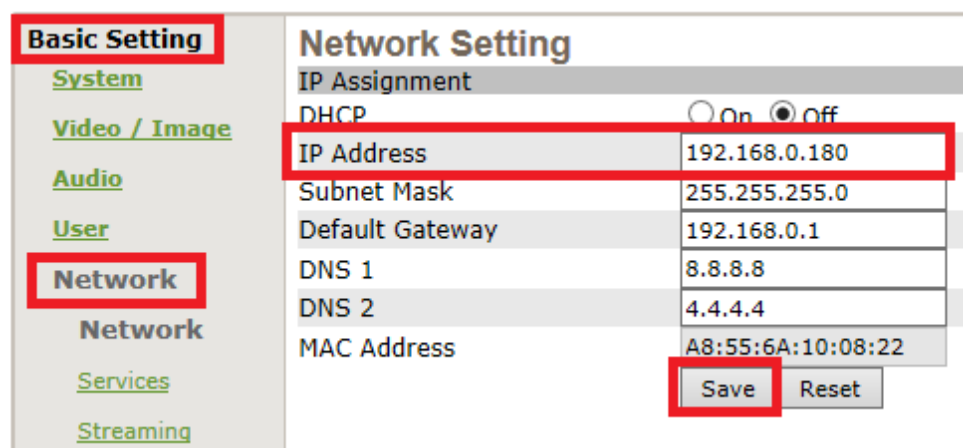 Basic Setting
System
Video / Image
Audio
User
Network
Network
Services
Streaming
Network Setting
IP Assignment
DHCP On Off
IP Address 192.168.0.180
Subnet Mask 255.255.255.0
Default Gateway 192.168.0.1
DNS 1 8.8.8.8
DNS 2 4.4.4.4
MAC Address A8:55:6A:10:08:22
Save Reset